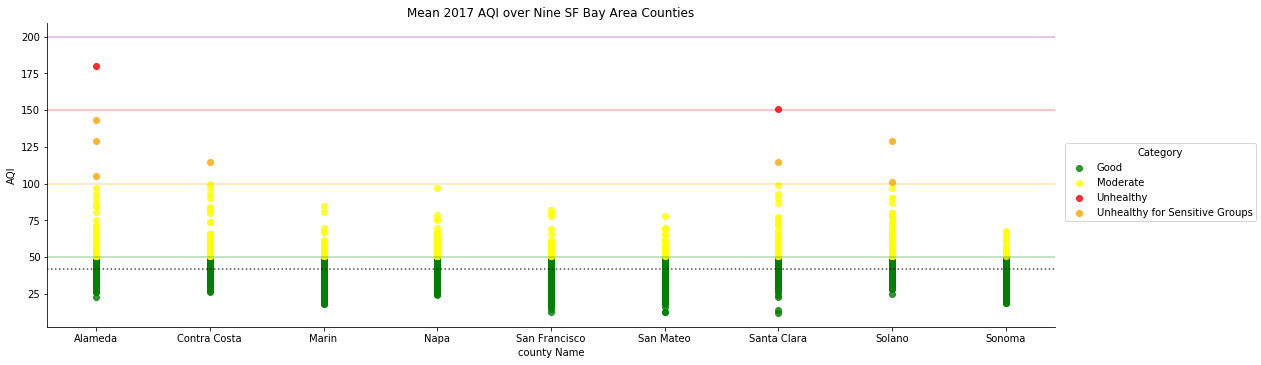 Mean 2017 AQI over Nine SF Bay Area Counties
200
175
150
125
100
75
50
25
AQI
Alameda
Contra Costa
Marin
Napa
San Francisco
San Mateo
Santa Clara
Solano
Sonoma
county Name
Category
Good
Moderate
Unhealthy
Unhealthy for Sensitive Groups